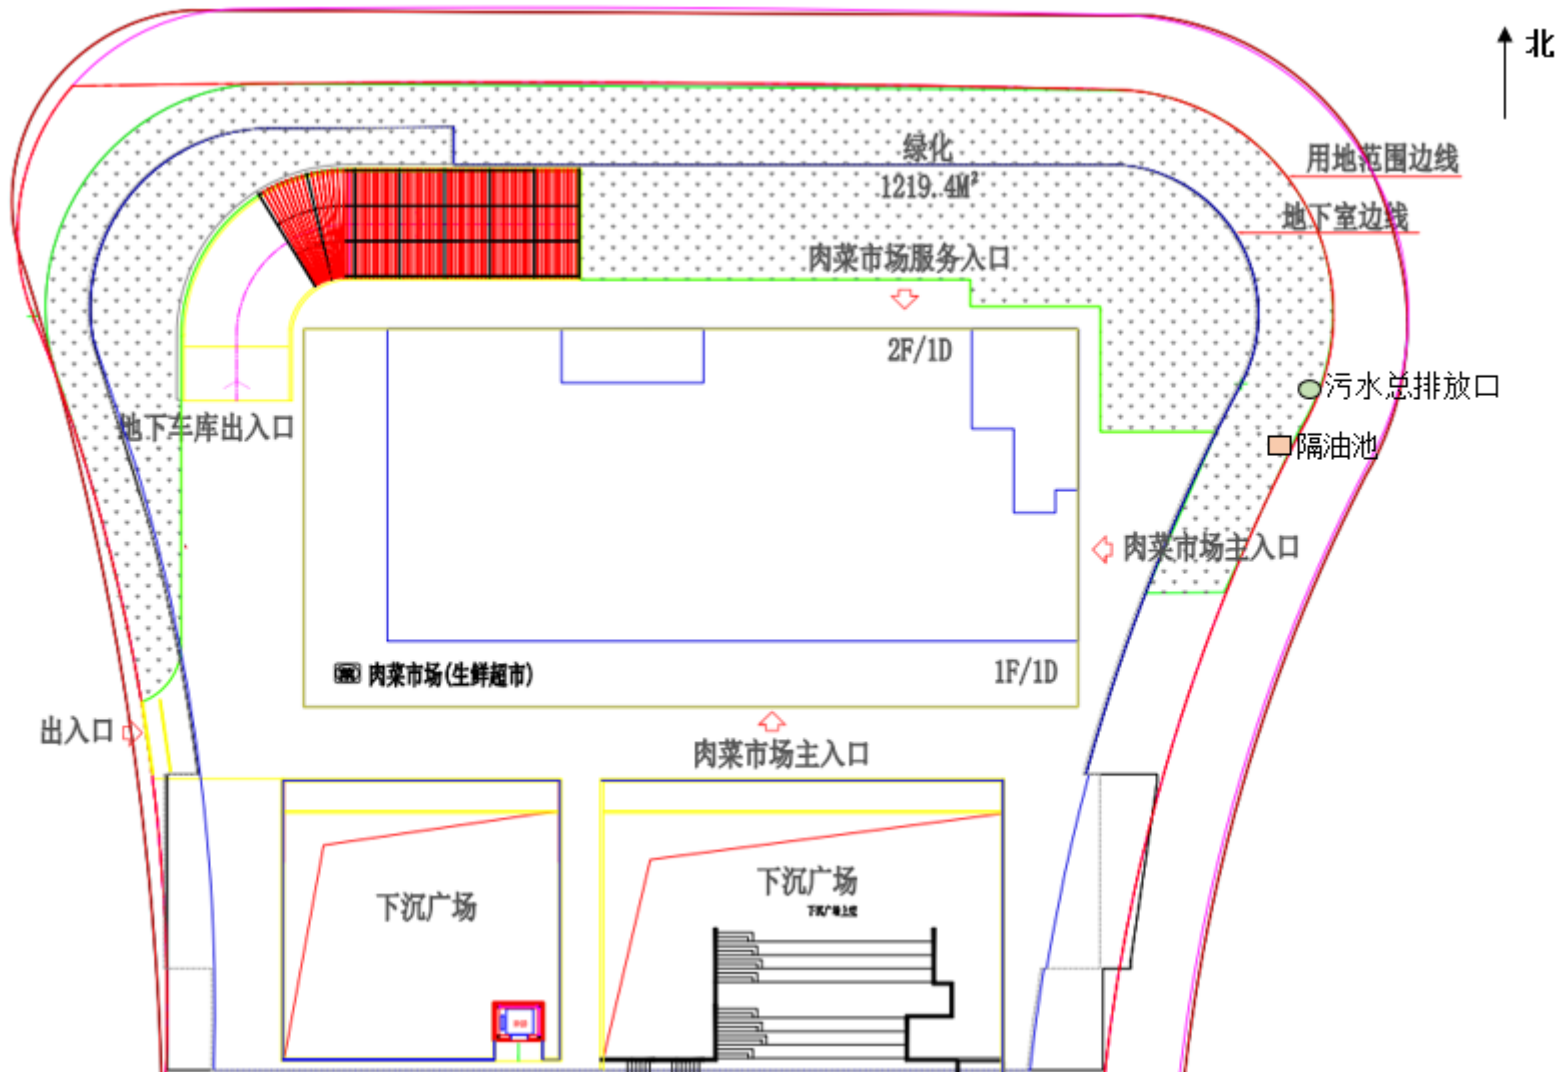 北
绿化
1219.4M²
用地范围边线
地下室边线
肉菜市场服务入口
2F/1D
污水总排放口
地下车库出入口
隔油池
肉菜市场主入口
肉菜市场(生鲜超市)
1F/1D
出入口
肉菜市场主入口
下沉广场
下沉广场